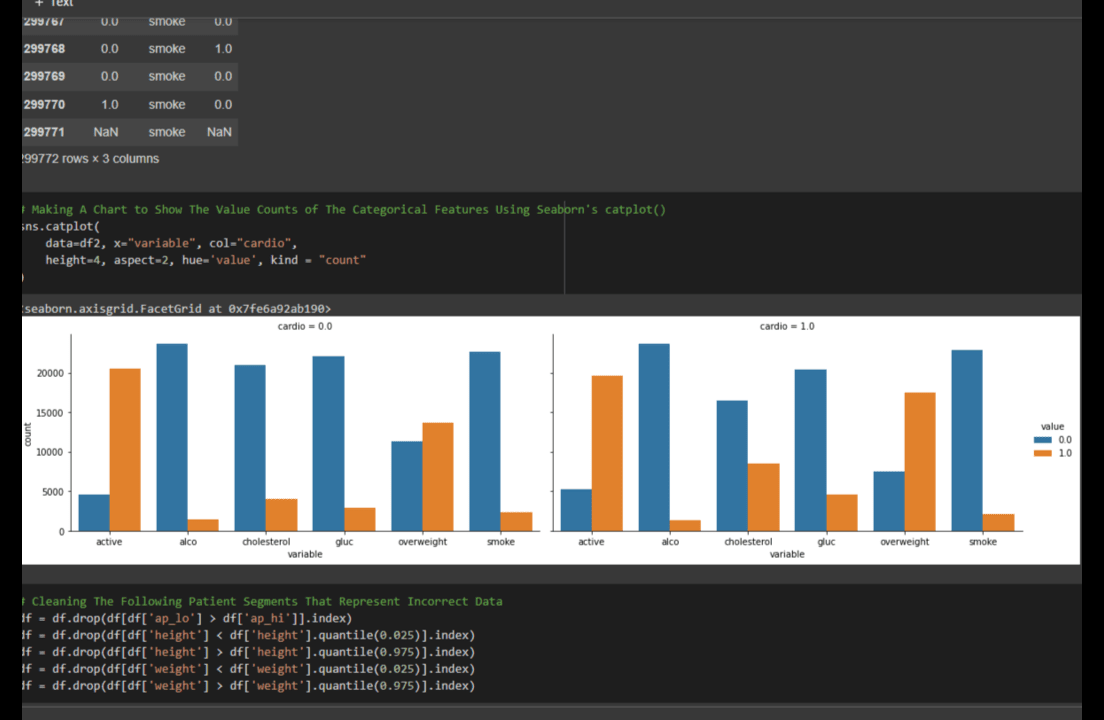 + Text
299767 0.0 smoke 0.0
299768 0.0 smoke 1.0
299769 0.0 smoke 0.0
299770 1.0 smoke 0.0
299771 NaN smoke NaN
299772 rows × 3 columns
# Making A Chart to Show The Value Counts of The Categorical Features Using Seaborn's catplot()
sns.catplot(
data=df2, x="variable", col="cardio",
height=4, aspect=2, hue='value', kind = "count"
)
<seaborn.axisgrid.FacetGrid at 0x7fe6a92ab190>
cardio = 0.0 cardio = 1.0
20000
15000
10000
5000
0
count
active alco cholesterol gluc overweight smoke
variable
active alco cholesterol gluc overweight smoke
variable
value
0.0
1.0
# Cleaning The Following Patient Segments That Represent Incorrect Data
df = df.drop(df[df['ap_lo'] > df['ap_hi']].index)
df = df.drop(df[df['height'] < df['height'].quantile(0.025)].index)
df = df.drop(df[df['height'] > df['height'].quantile(0.975)].index)
df = df.drop(df[df['weight'] < df['weight'].quantile(0.025)].index)
df = df.drop(df[df['weight'] > df['weight'].quantile(0.975)].index)